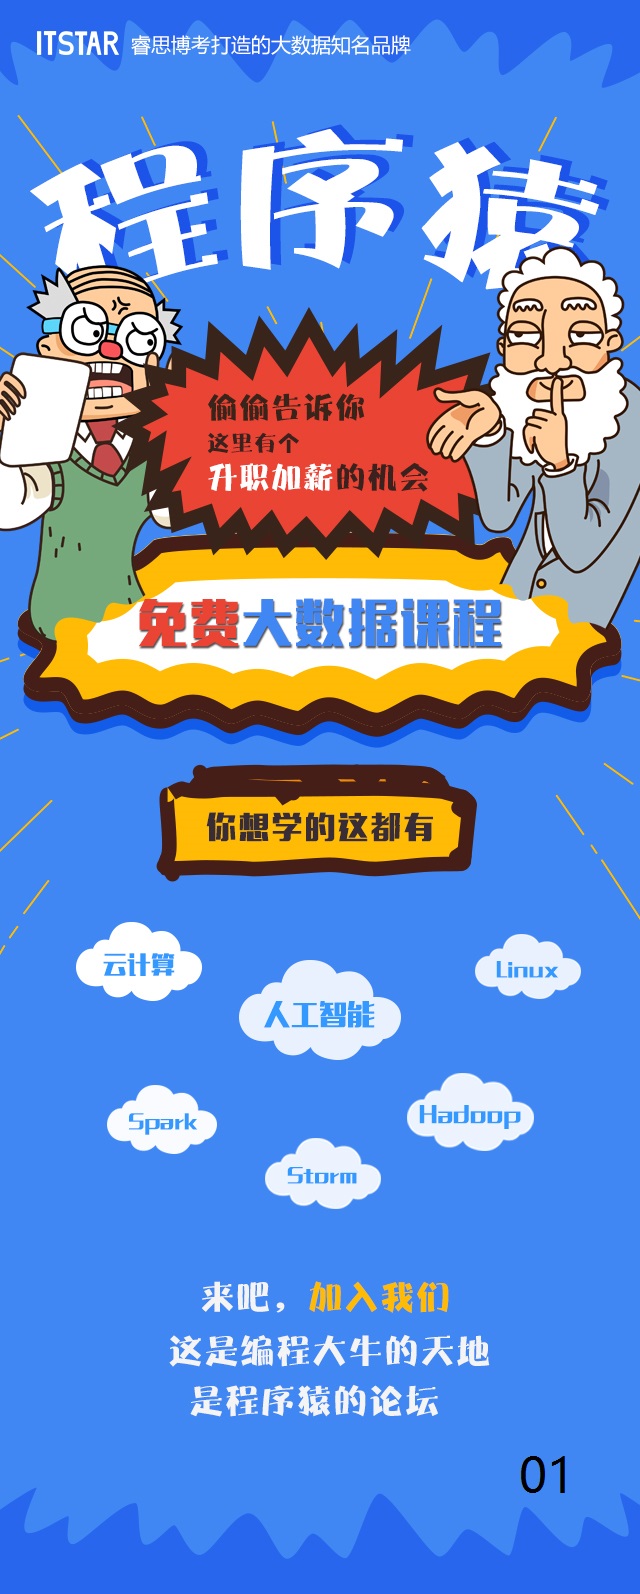 ITSTAR 睿思博考打造的大数据知名品牌
程序猿
偷偷告诉你
这里有个
升职加薪的机会
免费大数据课程
你想学的这都有
云计算
Linux
人工智能
Spark
Hadoop
Storm
来吧，加入我们
这是编程大牛的天地
是程序猿的论坛
01